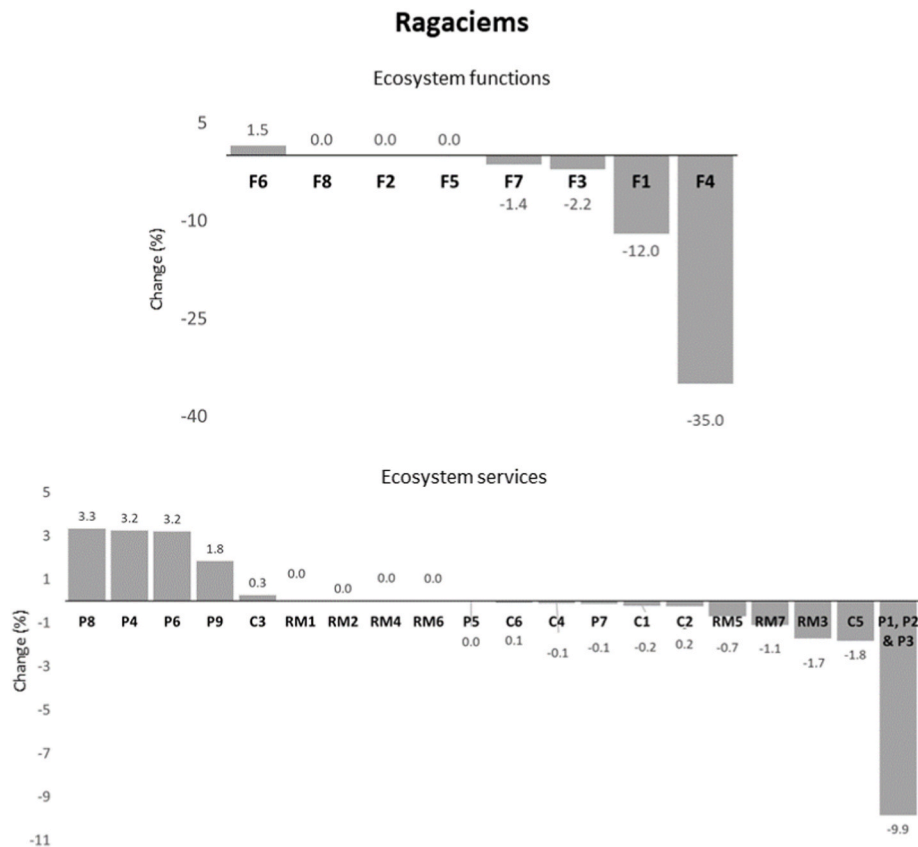 Ragaciems
Ecosystem functions
5
1.5
0.0
0.0
0.0
F6
F8
F2
F5
F7
F3
F1
F4
-1.4
-2.2
-10
-12.0
Change (%)
-25
-40
-35.0
Ecosystem services
5
3.3
3.2
3.2
3
1.8
1
0.3
0.0
0.0
0.0
0.0
-1
P8
P4
P6
P9
C3
RM1
RM2
RM4
RM6
P5
C6
C4
P7
C1
C2
RM5
RM7
RM3
C5
P1, P2
& P3
0.0
0.1
-0.1
-0.1
-0.2
0.2
-0.7
-1.1
-1.7
-1.8
Change (%)
-3
-5
-7
-9
-11
-9.9